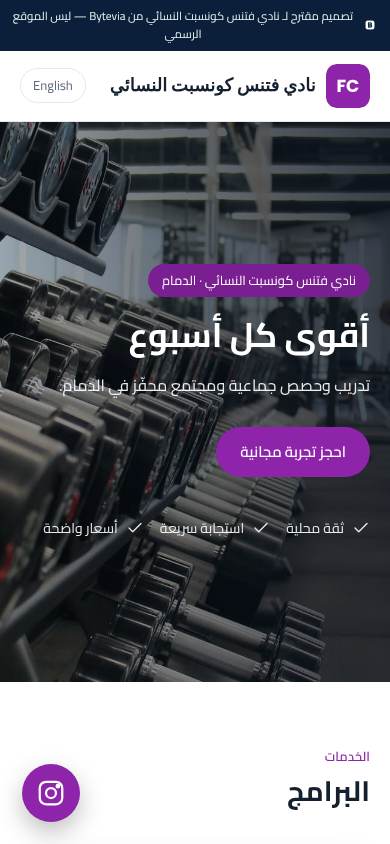 تصميم مقترح لـ نادي فتنس كونسبت النسائي من Bytevia — ليس الموقع
الرسمي
FC
نادي فتنس كونسبت النسائي
English
نادي فتنس كونسبت النسائي · الدمام
أقوى كل أسبوع
تدريب وحصص جماعية ومجتمع محفّز في الدمام.
احجز تجربة مجانية
ثقة محلية
استجابة سريعة
أسعار واضحة
الخدمات
البرامج